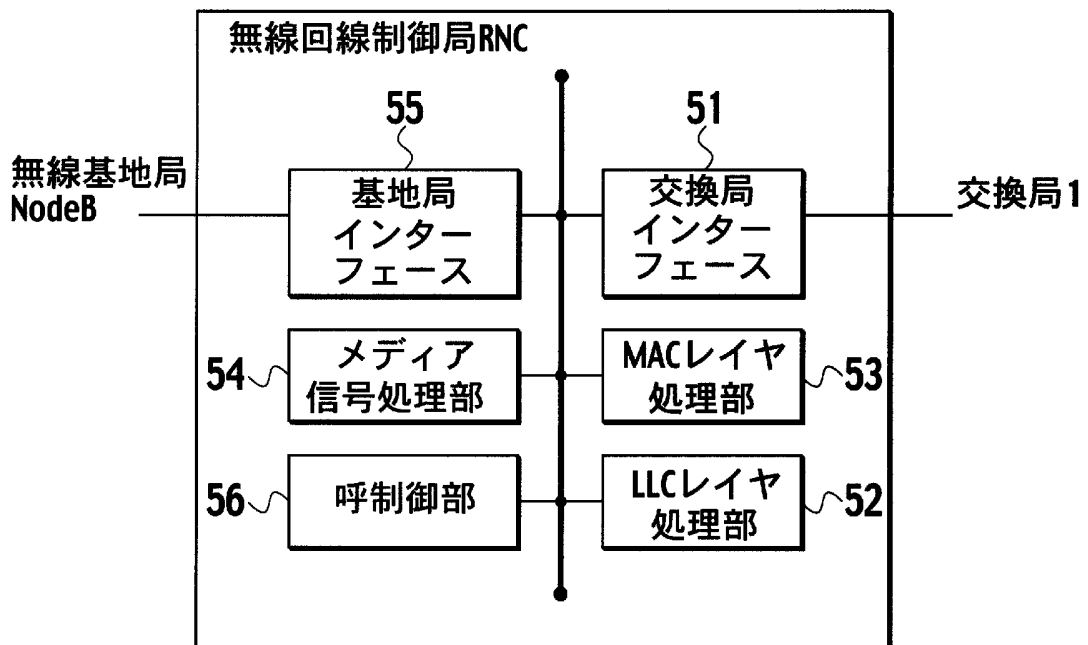 無線回線制御局RNC
55
51
無線基地局
NodeB
基地局
インター
フェース
交換局
インター
フェース
交換局1
54
メディア
信号処理部
MACレイヤ
処理部
53
56
呼制御部
LLCレイヤ
処理部
52